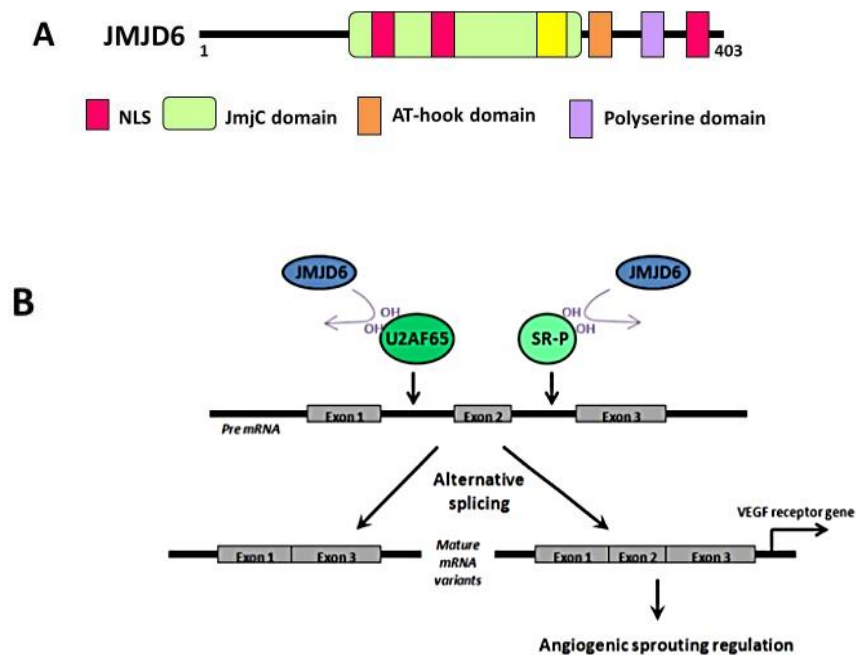 A
JMJD6
1
403
NLS
JmjC domain
AT-hook domain
Polyserine domain
B
JMJD6
JMJD6
OH
OH
U2AF65
OH
OH
SR-P
Exon 1
Exon 2
Exon 3
Pre mRNA
Alternative
splicing
VEGF receptor gene
Exon 1
Exon 3
Mature
mRNA
variants
Exon 1
Exon 2
Exon 3
Angiogenic sprouting regulation